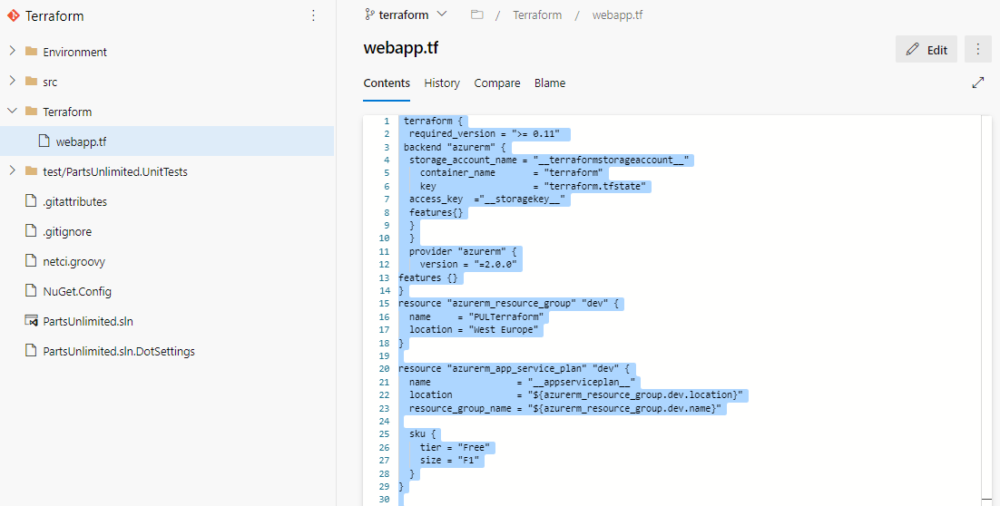 Terraform
Environment
src
Terraform
webapp.tf
test/PartsUnlimited.UnitTests
.gitattributes
.gitignore
netci.groovy
NuGet.Config
PartsUnlimited.sln
PartsUnlimited.sln.DotSettings
terraform / Terraform / webapp.tf
webapp.tf
Edit
Contents History Compare Blame
1 terraform {
2 required_version = ">= 0.11"
3 backend "azurerm" {
4 storage_account_name = "__terraformstorageaccount__"
5 container_name = "terraform"
6 key = "terraform.tfstate"
7 access_key ="__storagekey__"
8 features{}
9 }
10 }
11 provider "azurerm" {
12 version = "=2.0.0"
13 features {}
14 }
15 resource "azurerm_resource_group" "dev" {
16 name = "PULTerraform"
17 location = "West Europe"
18 }
19
20 resource "azurerm_app_service_plan" "dev" {
21 name = "__appserviceplan__"
22 location = "${azurerm_resource_group.dev.location}"
23 resource_group_name = "${azurerm_resource_group.dev.name}"
24
25 sku {
26 tier = "Free"
27 size = "F1"
28 }
29 }
30